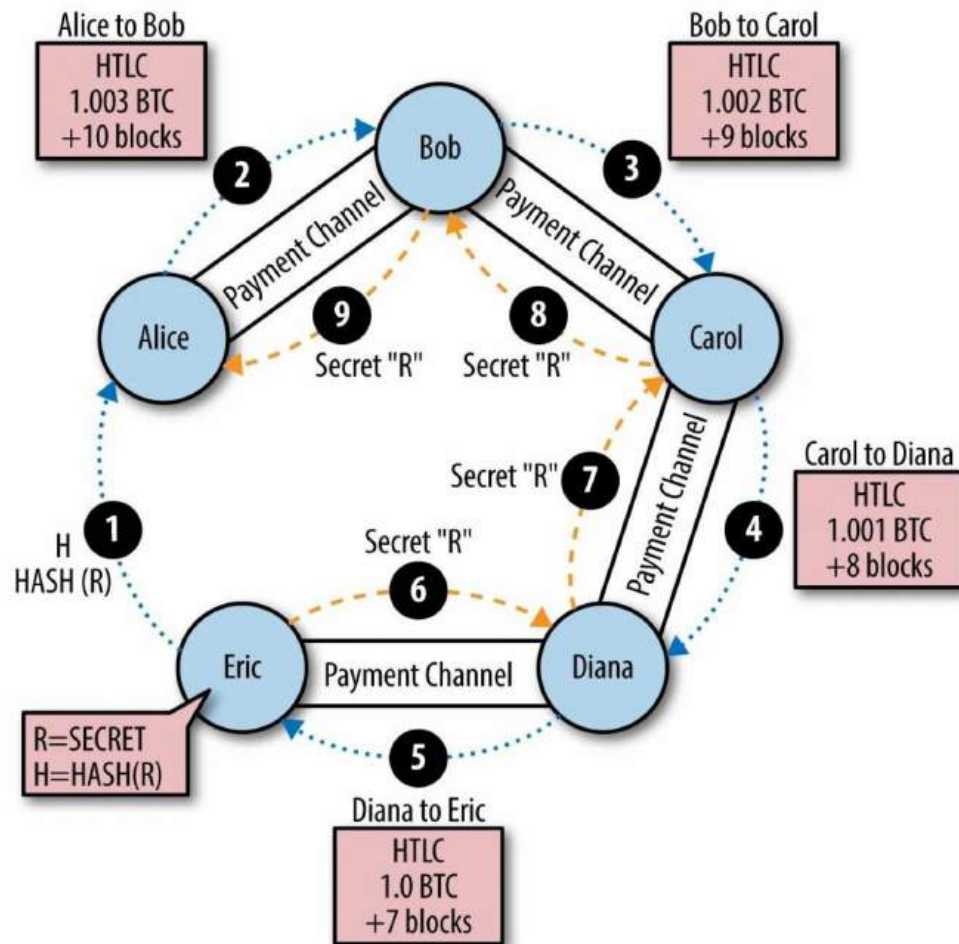 Alice to Bob
HTLC
1.003 BTC
+10 blocks
Bob to Carol
HTLC
1.002 BTC
+9 blocks
2
Bob
3
Payment Channel
Payment Channel
Alice
9
Secret "R"
8
Secret "R"
Carol
1
H
HASH (R)
Secret "R"
7
Payment Channel
4
Carol to Diana
HTLC
1.001 BTC
+8 blocks
Secret "R"
6
Eric
Payment Channel
Diana
R=SECRET
H=HASH(R)
5
Diana to Eric
HTLC
1.0 BTC
+7 blocks